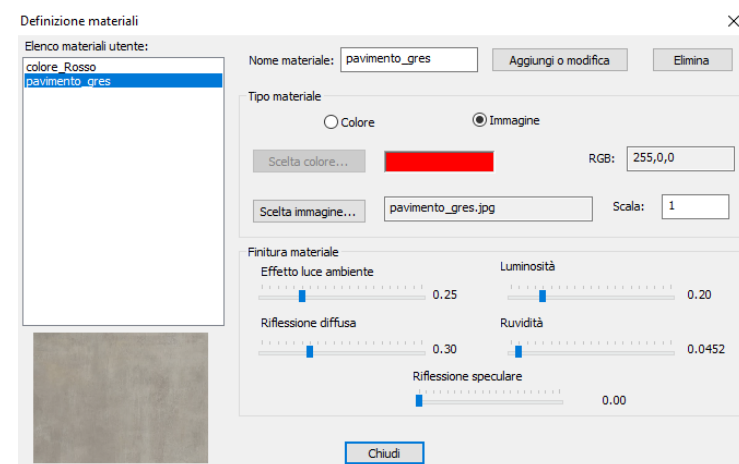 Definizione materiali
Elenco materiali utente:
colore_Rosso
pavimento_gres
Nome materiale: pavimento_gres Aggiungi o modifica Elimina
Tipo materiale
Colore Immagine
Scelta colore... RGB: 255,0,0
Scelta immagine... pavimento_gres.jpg Scala: 1
Finitura materiale
Effetto luce ambiente Luminosità
0.25 0.20
Riflessione diffusa Ruvidità
0.30 0.0452
Riflessione speculare
0.00
Chiudi